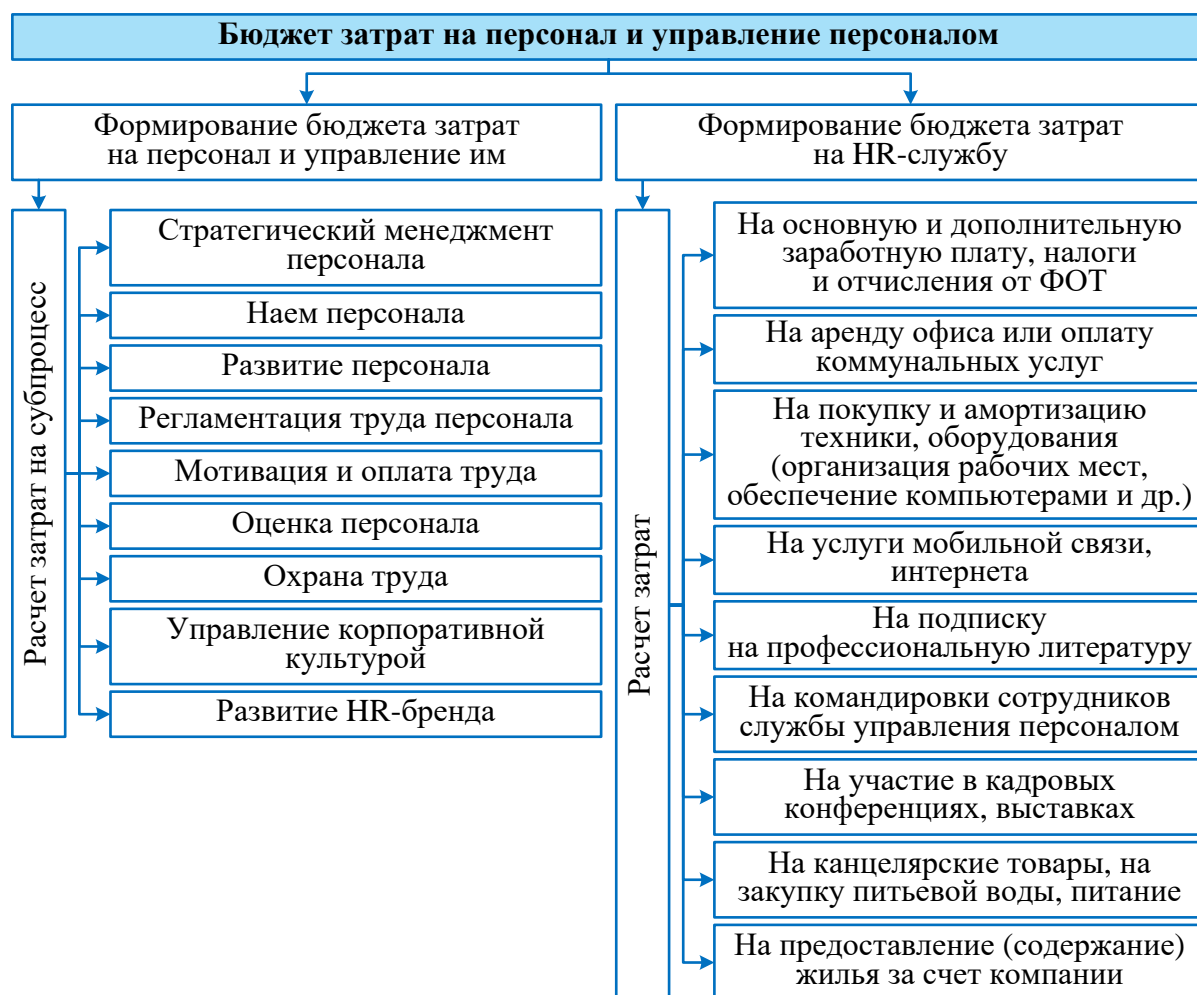 Бюджет затрат на персонал и управление персоналом
Формирование бюджета затрат
на персонал и управление им
Расчет затрат на субпроцесс
Стратегический менеджмент
персонала
Наем персонала
Развитие персонала
Регламентация труда персонала
Мотивация и оплата труда
Оценка персонала
Охрана труда
Управление корпоративной
культурой
Развитие HR-бренда
Формирование бюджета затрат
на HR-службу
Расчет затрат
На основную и дополнительную
заработную плату, налоги
и отчисления от ФОТ
На аренду офиса или оплату
коммунальных услуг
На покупку и амортизацию
техники, оборудования
(организация рабочих мест,
обеспечение компьютерами и др.)
На услуги мобильной связи,
интернета
На подписку
на профессиональную литературу
На командировки сотрудников
службы управления персоналом
На участие в кадровых
конференциях, выставках
На канцелярские товары, на
закупку питьевой воды, питание
На предоставление (содержание)
жилья за счет компании